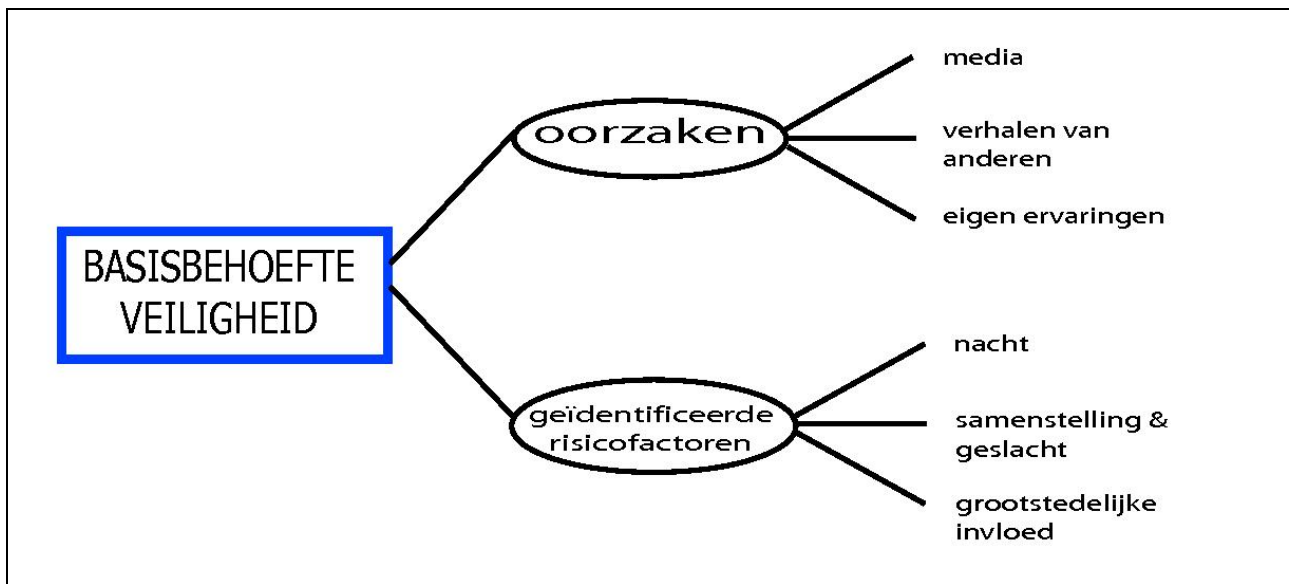 BASISBEHOEFTE
VEILIGHEID
oorzaken
media
verhalen van
anderen
eigen ervaringen
geïdentificeerde
risicofactoren
nacht
samenstelling &
geslacht
grootstedelijke
invloed